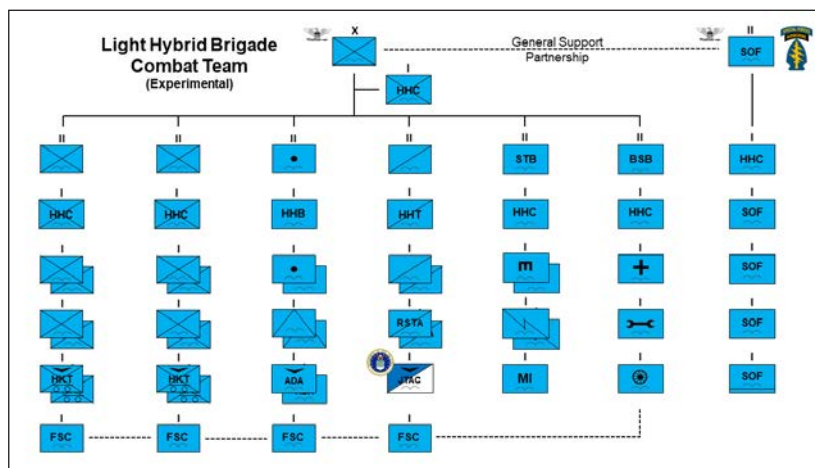 X
II
Light Hybrid Brigade
Combat Team
(Experimental)
General Support
Partnership
SOF
I
HHC
II II II II II II I
STB BSB HHC
I I I I I I I
HHC HHC HHB HHT HHC HHC SOF
I I I I I I I
E SOF
I I I I I I I
RSTA SOF
I I I
HKT HKT ADA JTAC MI SOF
I I I I
FSC FSC FSC FSC